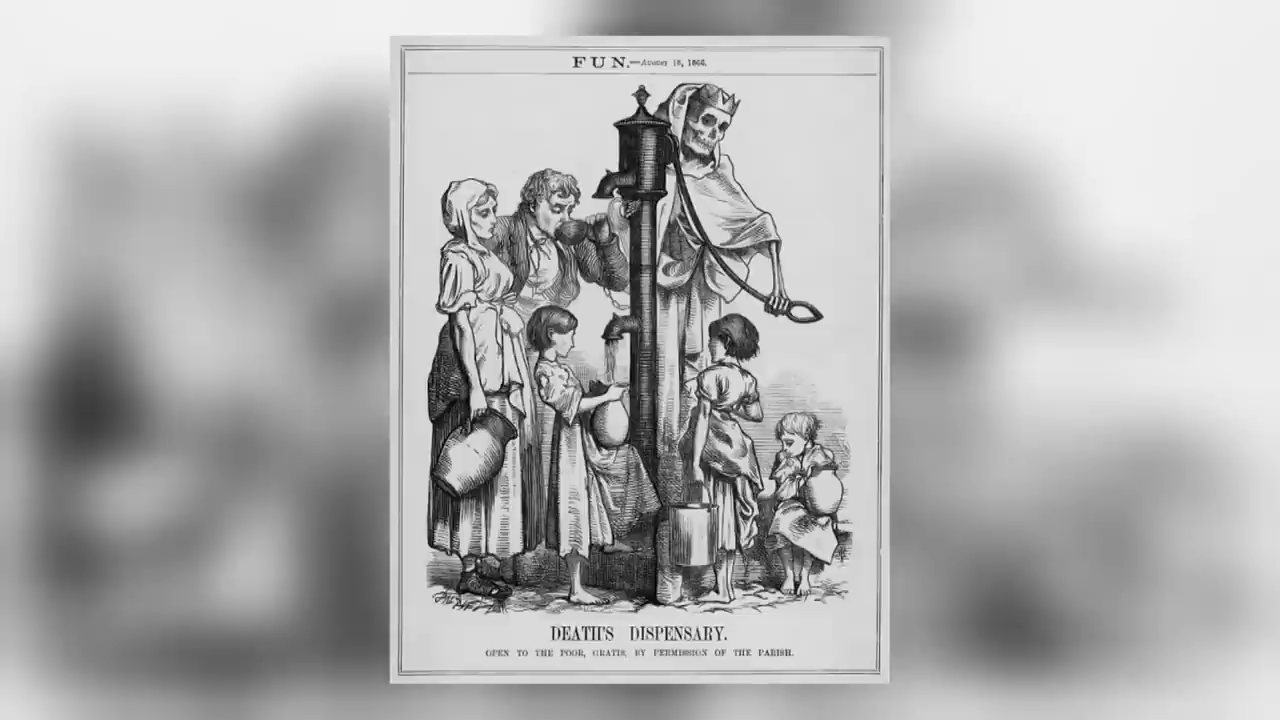 FUN.—AUGUST 18, 1866.
DEATH'S DISPENSARY.
OPEN TO THE POOR, GRATIS, BY PERMISSION OF THE PARISH.